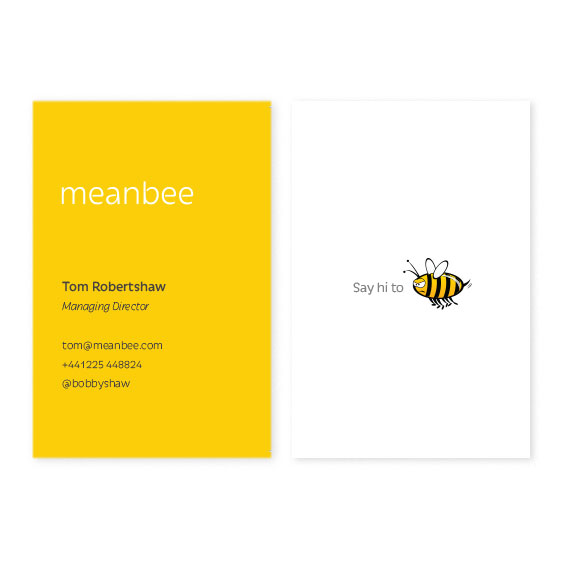 meanbee
Tom Robertshaw
Managing Director
tom@meanbee.com
+441225 448824
@bobbyshaw
Say hi to